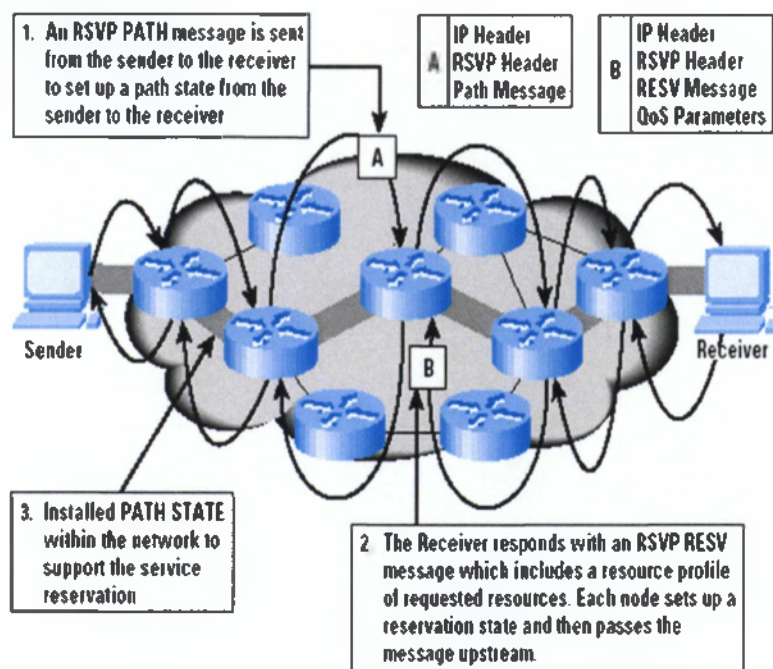 1. An RSVP PATH message is sent
from the sender to the receiver
to set up a path state from the
sender to the receiver
A
IP Header
RSVP Header
Path Message
B
IP Header
RSVP Header
RESV Message
QoS Parameters
A
Sender
B
Receiver
3. Installed PATH STATE
within the network to
support the service
reservation
2 The Receiver responds with an RSVP RESV
message which includes a resource profile
of requested resources. Each node sets up a
reservation state and then passes the
message upstream.